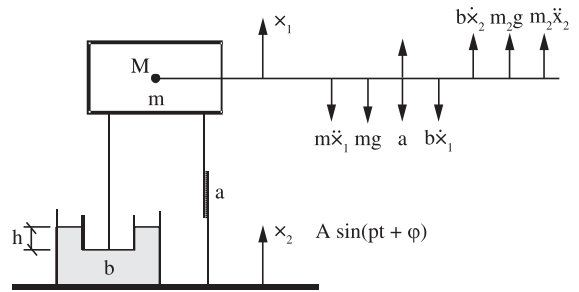 x₁
bẋ₂ m₂g m₂ẍ₂
M
m
mẍ₁ mg a bẋ₁
a
h
x₂ A sin(pt + φ)
b